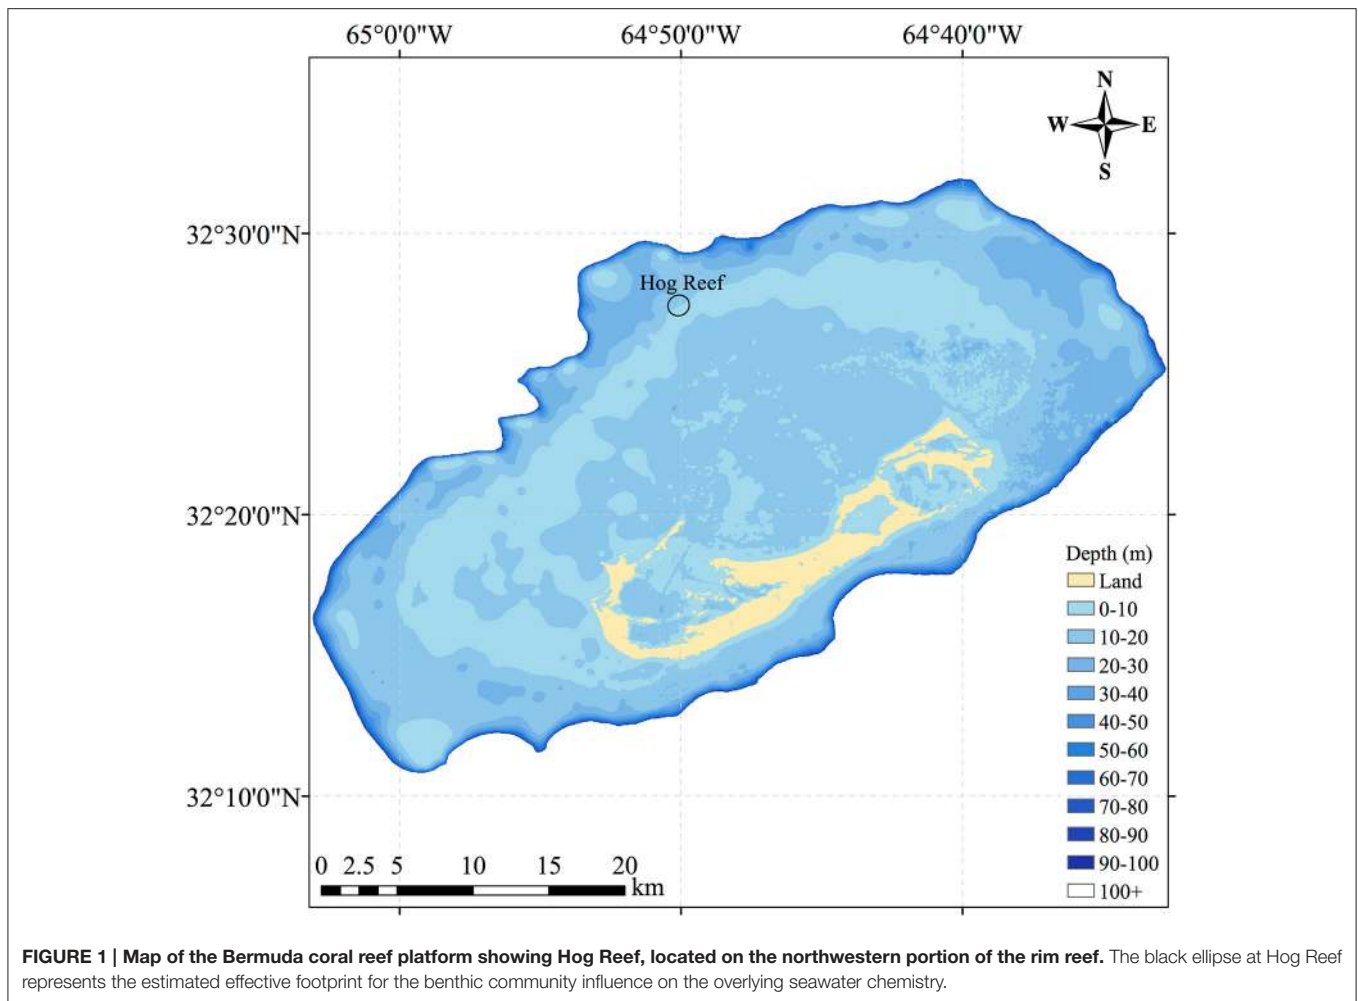 65°0'0"W 64°50'0"W 64°40'0"W
N
W E
S
32°30'0"N
Hog Reef
32°20'0"N
32°10'0"N
Depth (m)
Land
0-10
10-20
20-30
30-40
40-50
50-60
60-70
70-80
80-90
90-100
100+
0 2.5 5 10 15 20
km
FIGURE 1 | Map of the Bermuda coral reef platform showing Hog Reef, located on the northwestern portion of the rim reef. The black ellipse at Hog Reef
represents the estimated effective footprint for the benthic community influence on the overlying seawater chemistry.